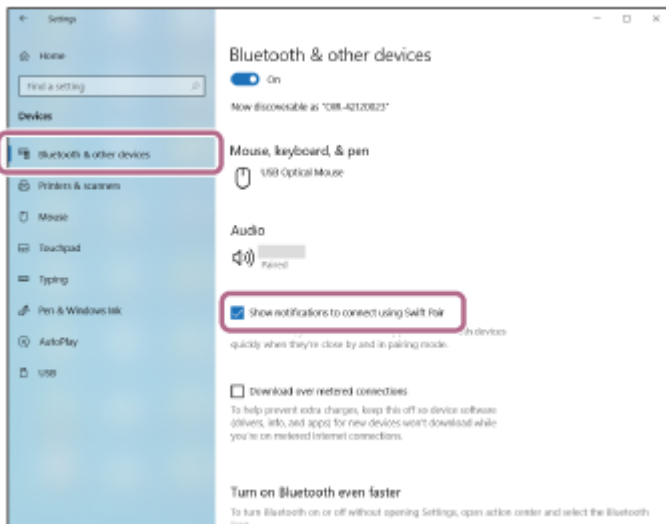 Settings
Home
Find a setting
Devices
Bluetooth & other devices
Printers & scanners
Mouse
Touchpad
Typing
Pen & Windows Ink
AutoPlay
USB
Bluetooth & other devices
On
Now discoverable as
Mouse, keyboard, & pen
USB Optical Mouse
Audio
Paired
Show notifications to connect using Swift Pair
devices
quickly when they're close by and in pairing mode.
Download over metered connections
To help prevent extra charges, keep this off so device software
(drivers, info, and apps) for new devices won't download while
you're on metered Internet connections.
Turn on Bluetooth even faster
To turn Bluetooth on or off without opening Settings, open action center and select the Bluetooth